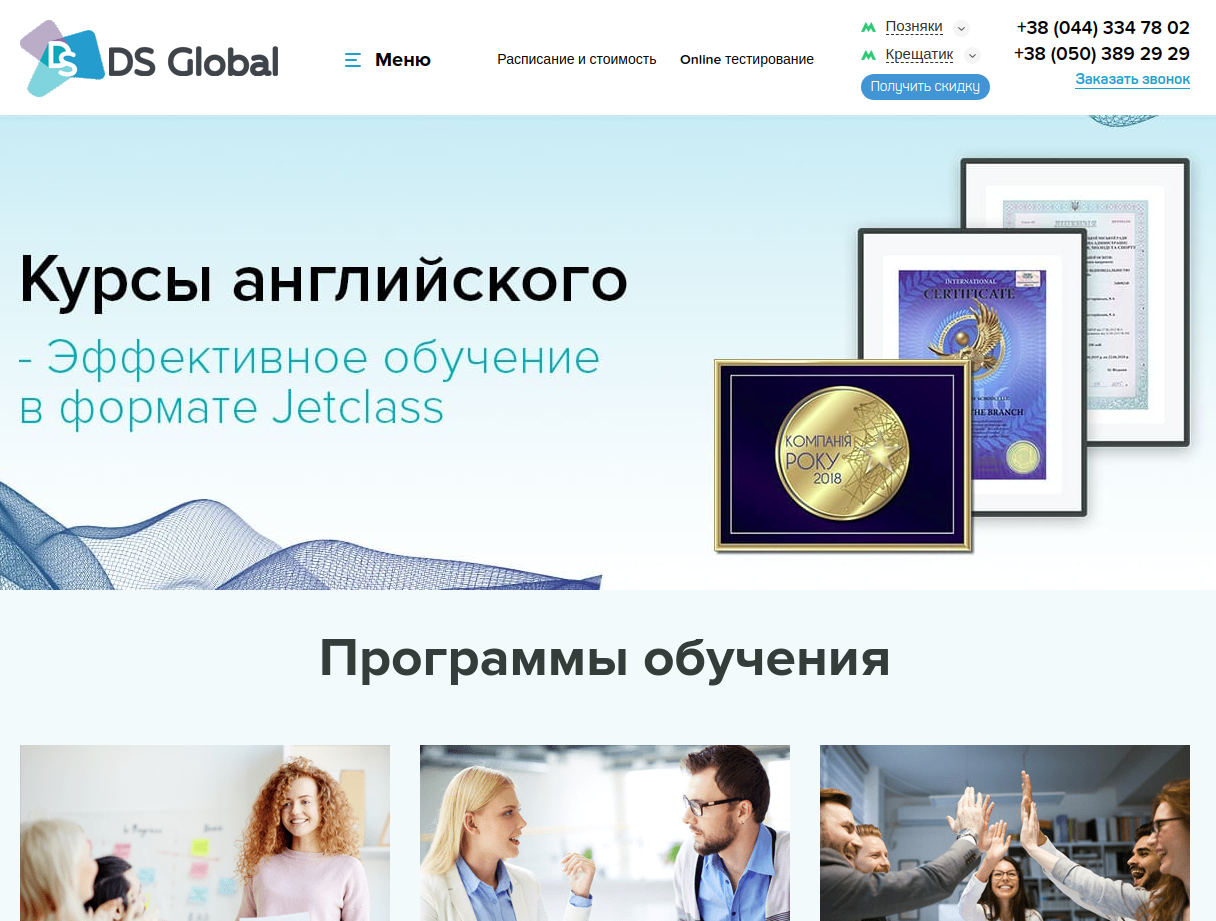 DS
DS Global
Меню
Расписание и стоимость
Online тестирование
Позняки
Крещатик
Получить скидку
+38 (044) 334 78 02
+38 (050) 389 29 29
Заказать звонок
Курсы английского
- Эффективное обучение
в формате Jetclass
ЛІЦЕНЗІЯ
INTERNATIONAL
CERTIFICATE
THE BRANCH
КОМПАНІЯ
РОКУ
2018
Программы обучения